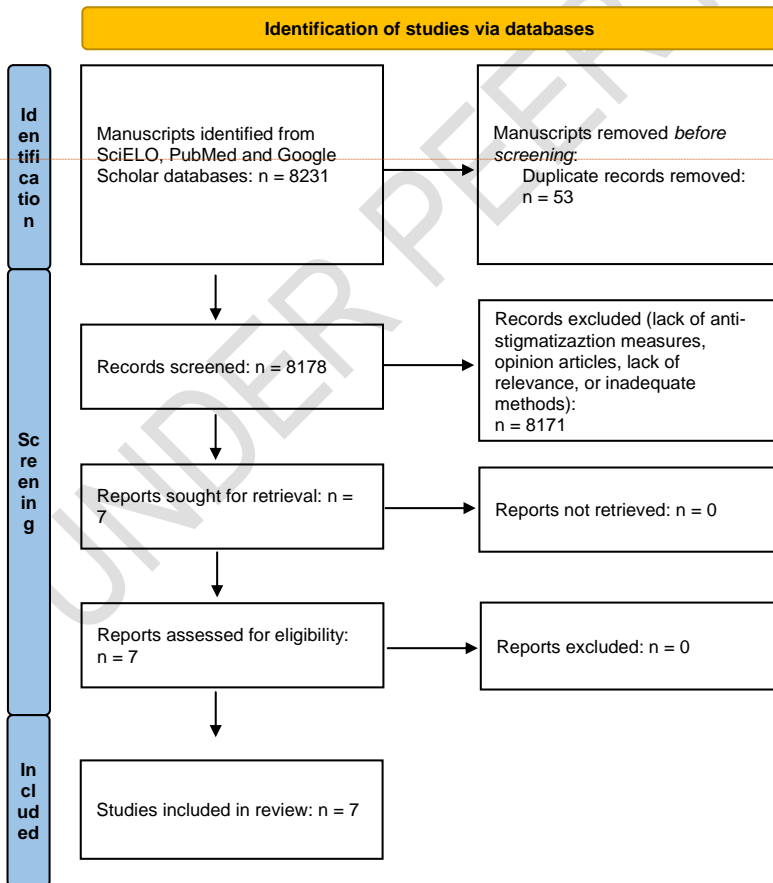 Identification of studies via databases
Id
en
tifi
ca
tio
n
Manuscripts identified from
SciELO, PubMed and Google
Scholar databases: n = 8231
Manuscripts removed before
screening:
Duplicate records removed:
n = 53
Sc
re
en
in
g
Records screened: n = 8178
Records excluded (lack of anti-
stigmatizaztion measures,
opinion articles, lack of
relevance, or inadequate
methods):
n = 8171
Reports sought for retrieval: n =
7
Reports not retrieved: n = 0
Reports assessed for eligibility:
n = 7
Reports excluded: n = 0
In
cl
ud
ed
Studies included in review: n = 7
UNDER PEER